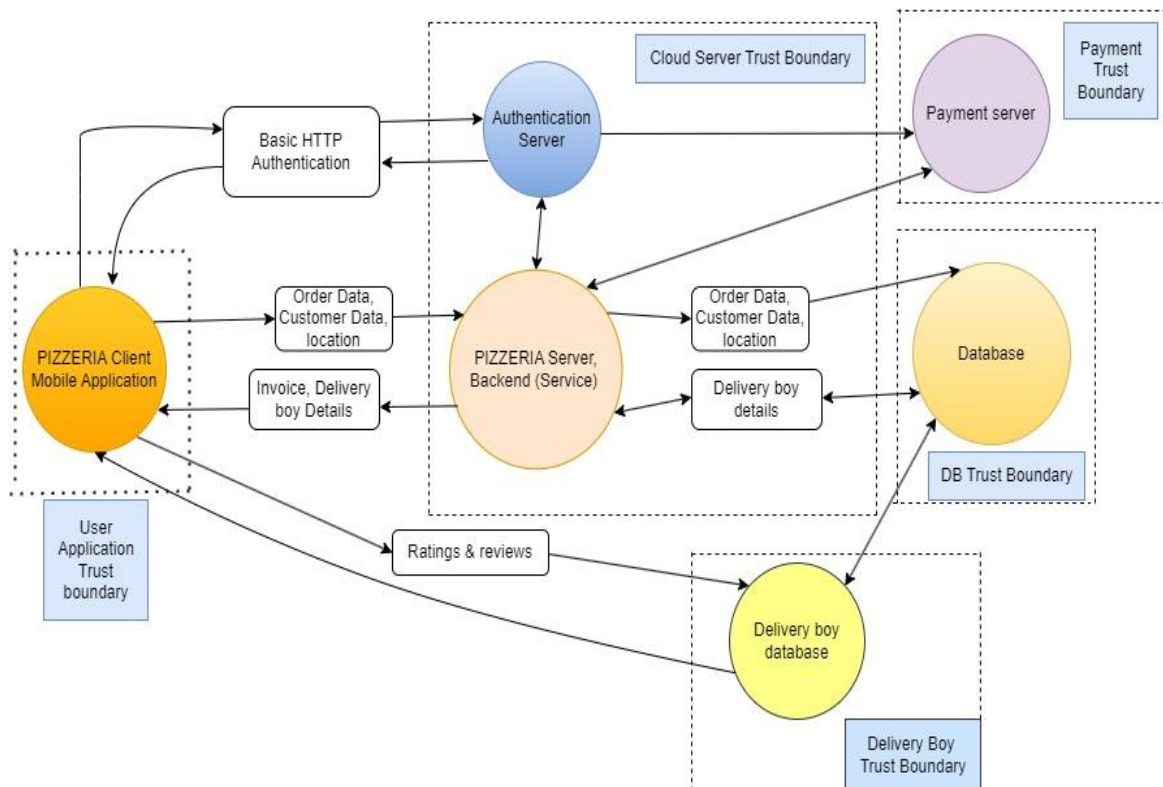 Cloud Server Trust Boundary
Payment
Trust
Boundary
Basic HTTP
Authentication
Authentication
Server
Payment server
Order Data,
Customer Data,
location
Order Data,
Customer Data,
location
PIZZERIA Client
Mobile Application
PIZZERIA Server,
Backend (Service)
Database
Invoice, Delivery
boy Details
Delivery boy
details
DB Trust Boundary
User
Application
Trust
boundary
Ratings & reviews
Delivery boy
database
Delivery Boy
Trust Boundary